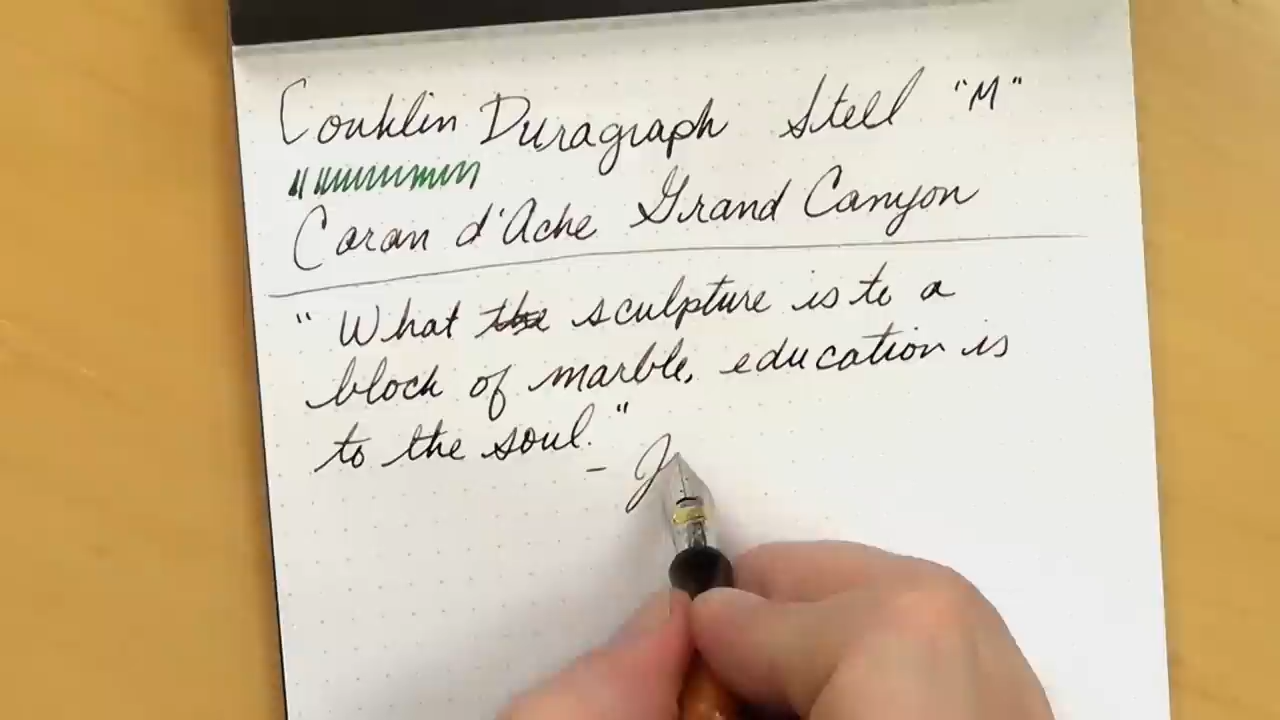 Conklin Duragraph Steel "M"
Caran d'Ache Grand Canyon
"What the sculpture is to a
block of marble, education is
to the soul."
- J